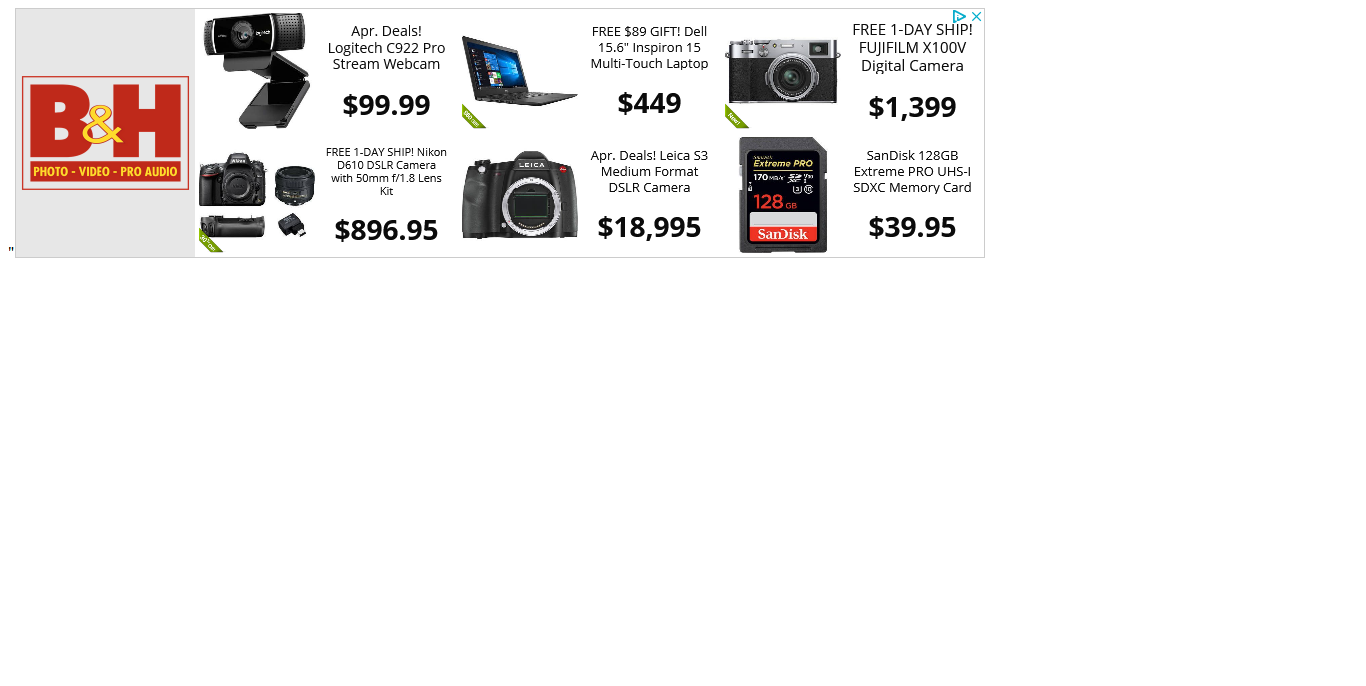 B&H
PHOTO - VIDEO - PRO AUDIO
Apr. Deals!
Logitech C922 Pro
Stream Webcam
$99.99
FREE $89 GIFT! Dell
15.6" Inspiron 15
Multi-Touch Laptop
$449
FREE 1-DAY SHIP!
FUJIFILM X100V
Digital Camera
$1,399
New!
FREE 1-DAY SHIP! Nikon
D610 DSLR Camera
with 50mm f/1.8 Lens
Kit
$896.95
Nikon
LEICA
Apr. Deals! Leica S3
Medium Format
DSLR Camera
$18,995
SanDisk
Extreme PRO
170 MB/s
128 GB
SanDisk
SanDisk 128GB
Extreme PRO UHS-I
SDXC Memory Card
$39.95
"